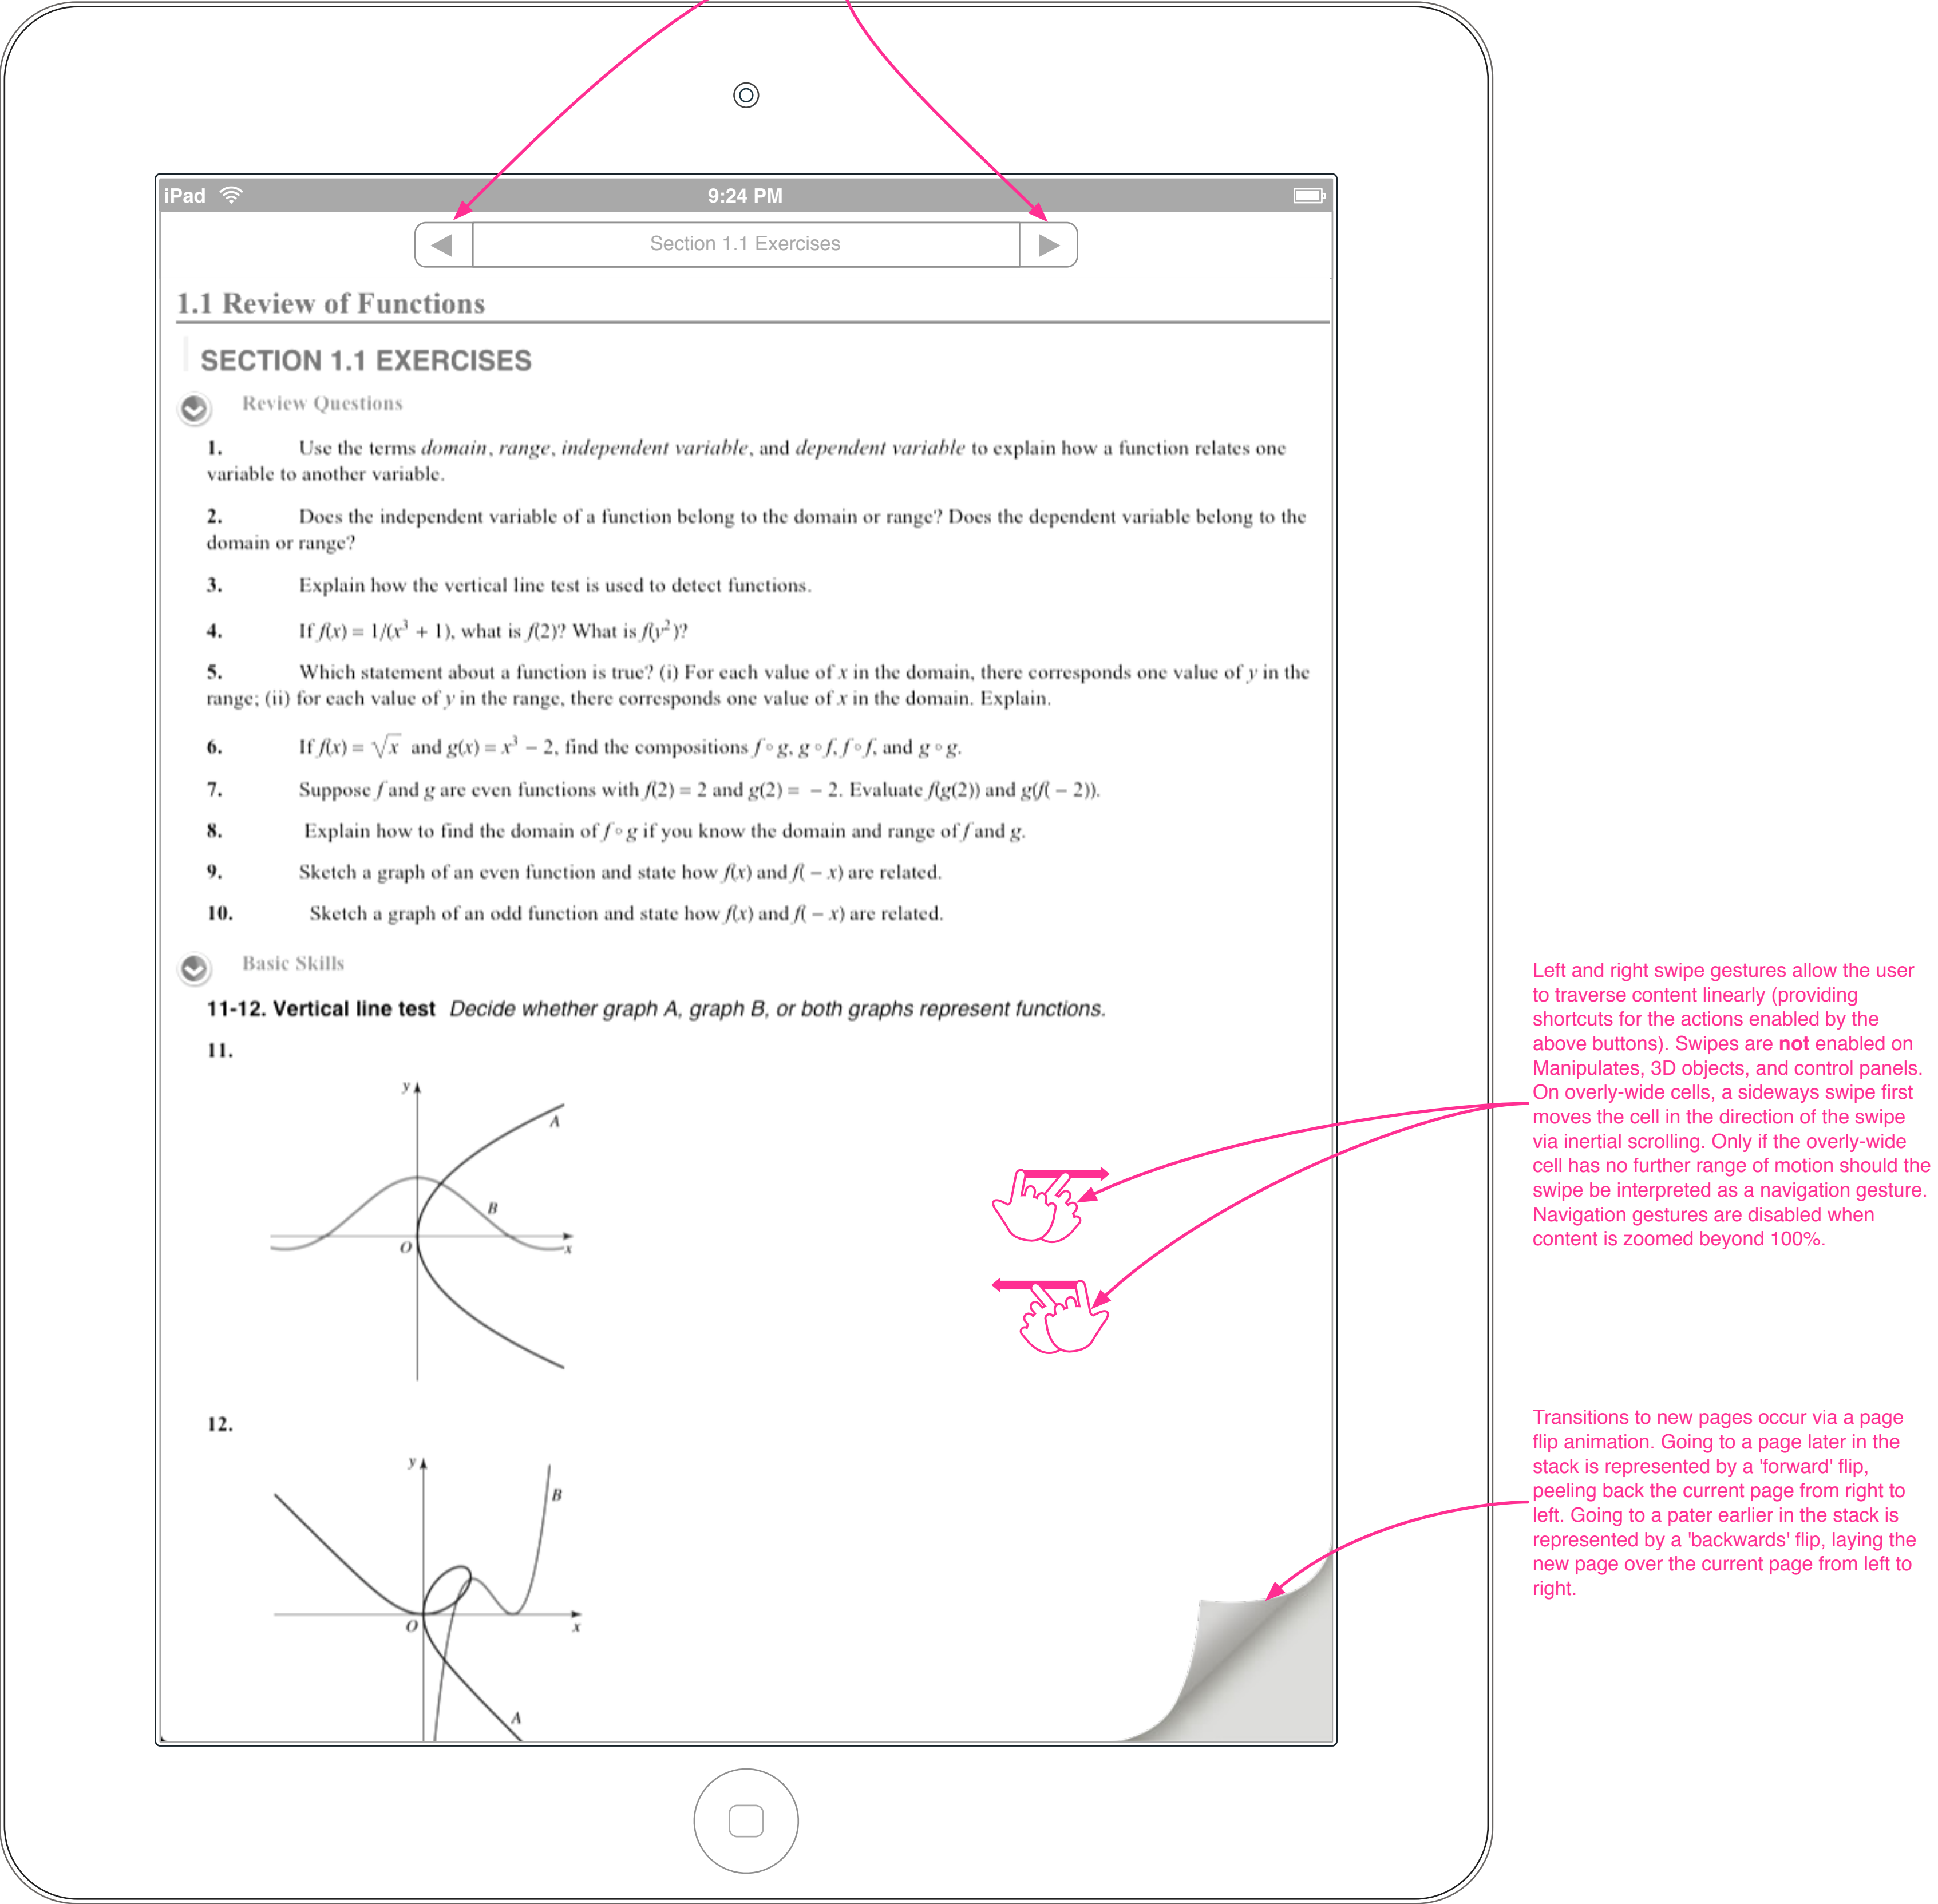 iPad 9:24 PM
Section 1.1 Exercises
1.1 Review of Functions
SECTION 1.1 EXERCISES
Review Questions
1. Use the terms domain, range, independent variable, and dependent variable to explain how a function relates one
variable to another variable.
2. Does the independent variable of a function belong to the domain or range? Does the dependent variable belong to the
domain or range?
3. Explain how the vertical line test is used to detect functions.
4. If f(x) = 1/(x³ + 1), what is f(2)? What is f(y²)?
5. Which statement about a function is true? (i) For each value of x in the domain, there corresponds one value of y in the
range; (ii) for each value of y in the range, there corresponds one value of x in the domain. Explain.
6. If f(x) = √x and g(x) = x³ − 2, find the compositions f ∘ g, g ∘ f, f ∘ f, and g ∘ g.
7. Suppose f and g are even functions with f(2) = 2 and g(2) = − 2. Evaluate f(g(2)) and g(f( − 2)).
8. Explain how to find the domain of f ∘ g if you know the domain and range of f and g.
9. Sketch a graph of an even function and state how f(x) and f( − x) are related.
10. Sketch a graph of an odd function and state how f(x) and f( − x) are related.
Basic Skills
11-12. Vertical line test Decide whether graph A, graph B, or both graphs represent functions.
11.
y
A
B
O
x
12.
y
B
O
x
A
Left and right swipe gestures allow the user
to traverse content linearly (providing
shortcuts for the actions enabled by the
above buttons). Swipes are not enabled on
Manipulates, 3D objects, and control panels.
On overly-wide cells, a sideways swipe first
moves the cell in the direction of the swipe
via inertial scrolling. Only if the overly-wide
cell has no further range of motion should the
swipe be interpreted as a navigation gesture.
Navigation gestures are disabled when
content is zoomed beyond 100%.
Transitions to new pages occur via a page
flip animation. Going to a page later in the
stack is represented by a 'forward' flip,
peeling back the current page from right to
left. Going to a pater earlier in the stack is
represented by a 'backwards' flip, laying the
new page over the current page from left to
right.